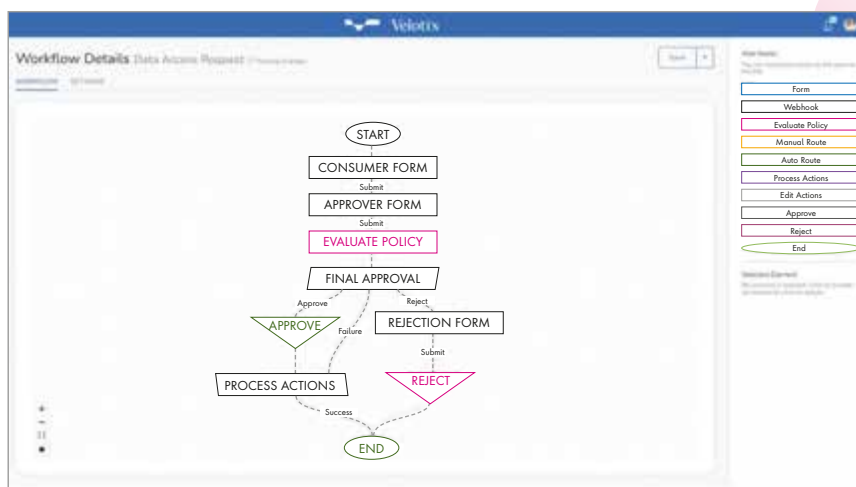 Velotix
Workflow Details Data Access Request
Save
START
CONSUMER FORM
Submit
APPROVER FORM
Submit
EVALUATE POLICY
FINAL APPROVAL
Approve
Reject
APPROVE
Failure
REJECTION FORM
Submit
PROCESS ACTIONS
REJECT
Success
END
Form
Webhook
Evaluate Policy
Manual Route
Auto Route
Process Actions
Edit Actions
Approve
Reject
End